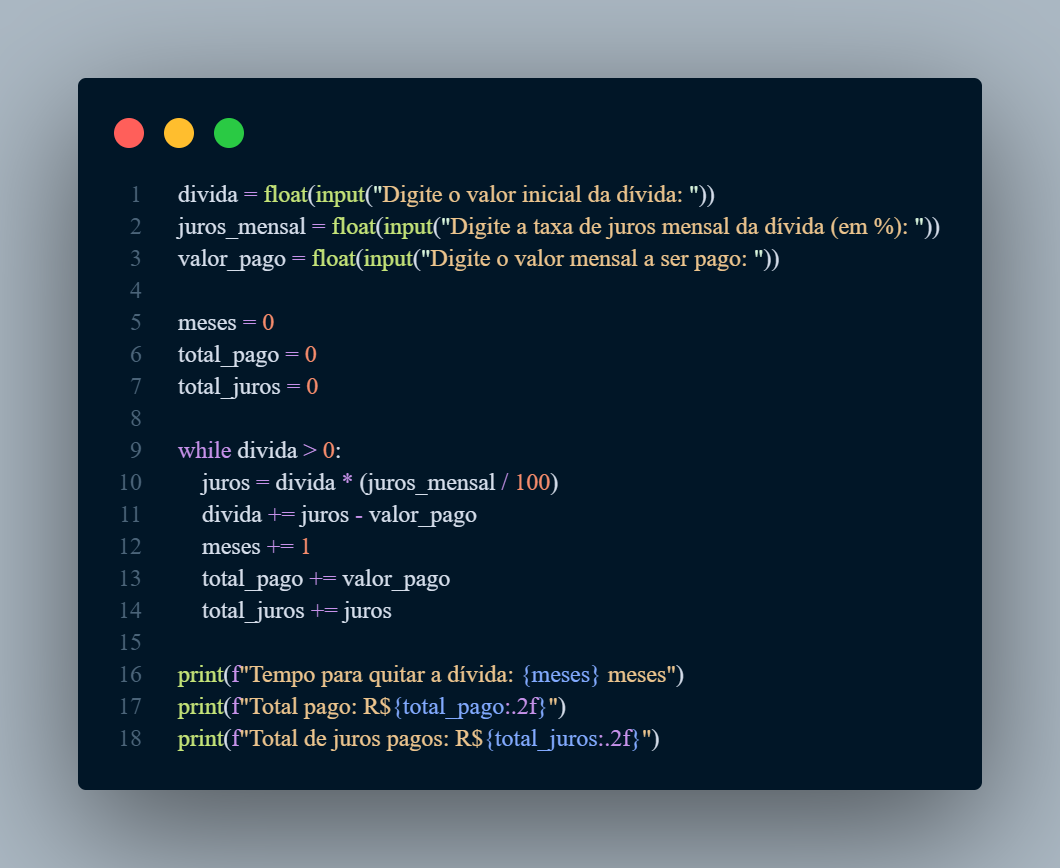 1 divida = float(input("Digite o valor inicial da dívida: "))
2 juros_mensal = float(input("Digite a taxa de juros mensal da dívida (em %): "))
3 valor_pago = float(input("Digite o valor mensal a ser pago: "))
4
5 meses = 0
6 total_pago = 0
7 total_juros = 0
8
9 while divida > 0:
10     juros = divida * (juros_mensal / 100)
11     divida += juros - valor_pago
12     meses += 1
13     total_pago += valor_pago
14     total_juros += juros
15
16 print(f"Tempo para quitar a dívida: {meses} meses")
17 print(f"Total pago: R${total_pago:.2f}")
18 print(f"Total de juros pagos: R${total_juros:.2f}")